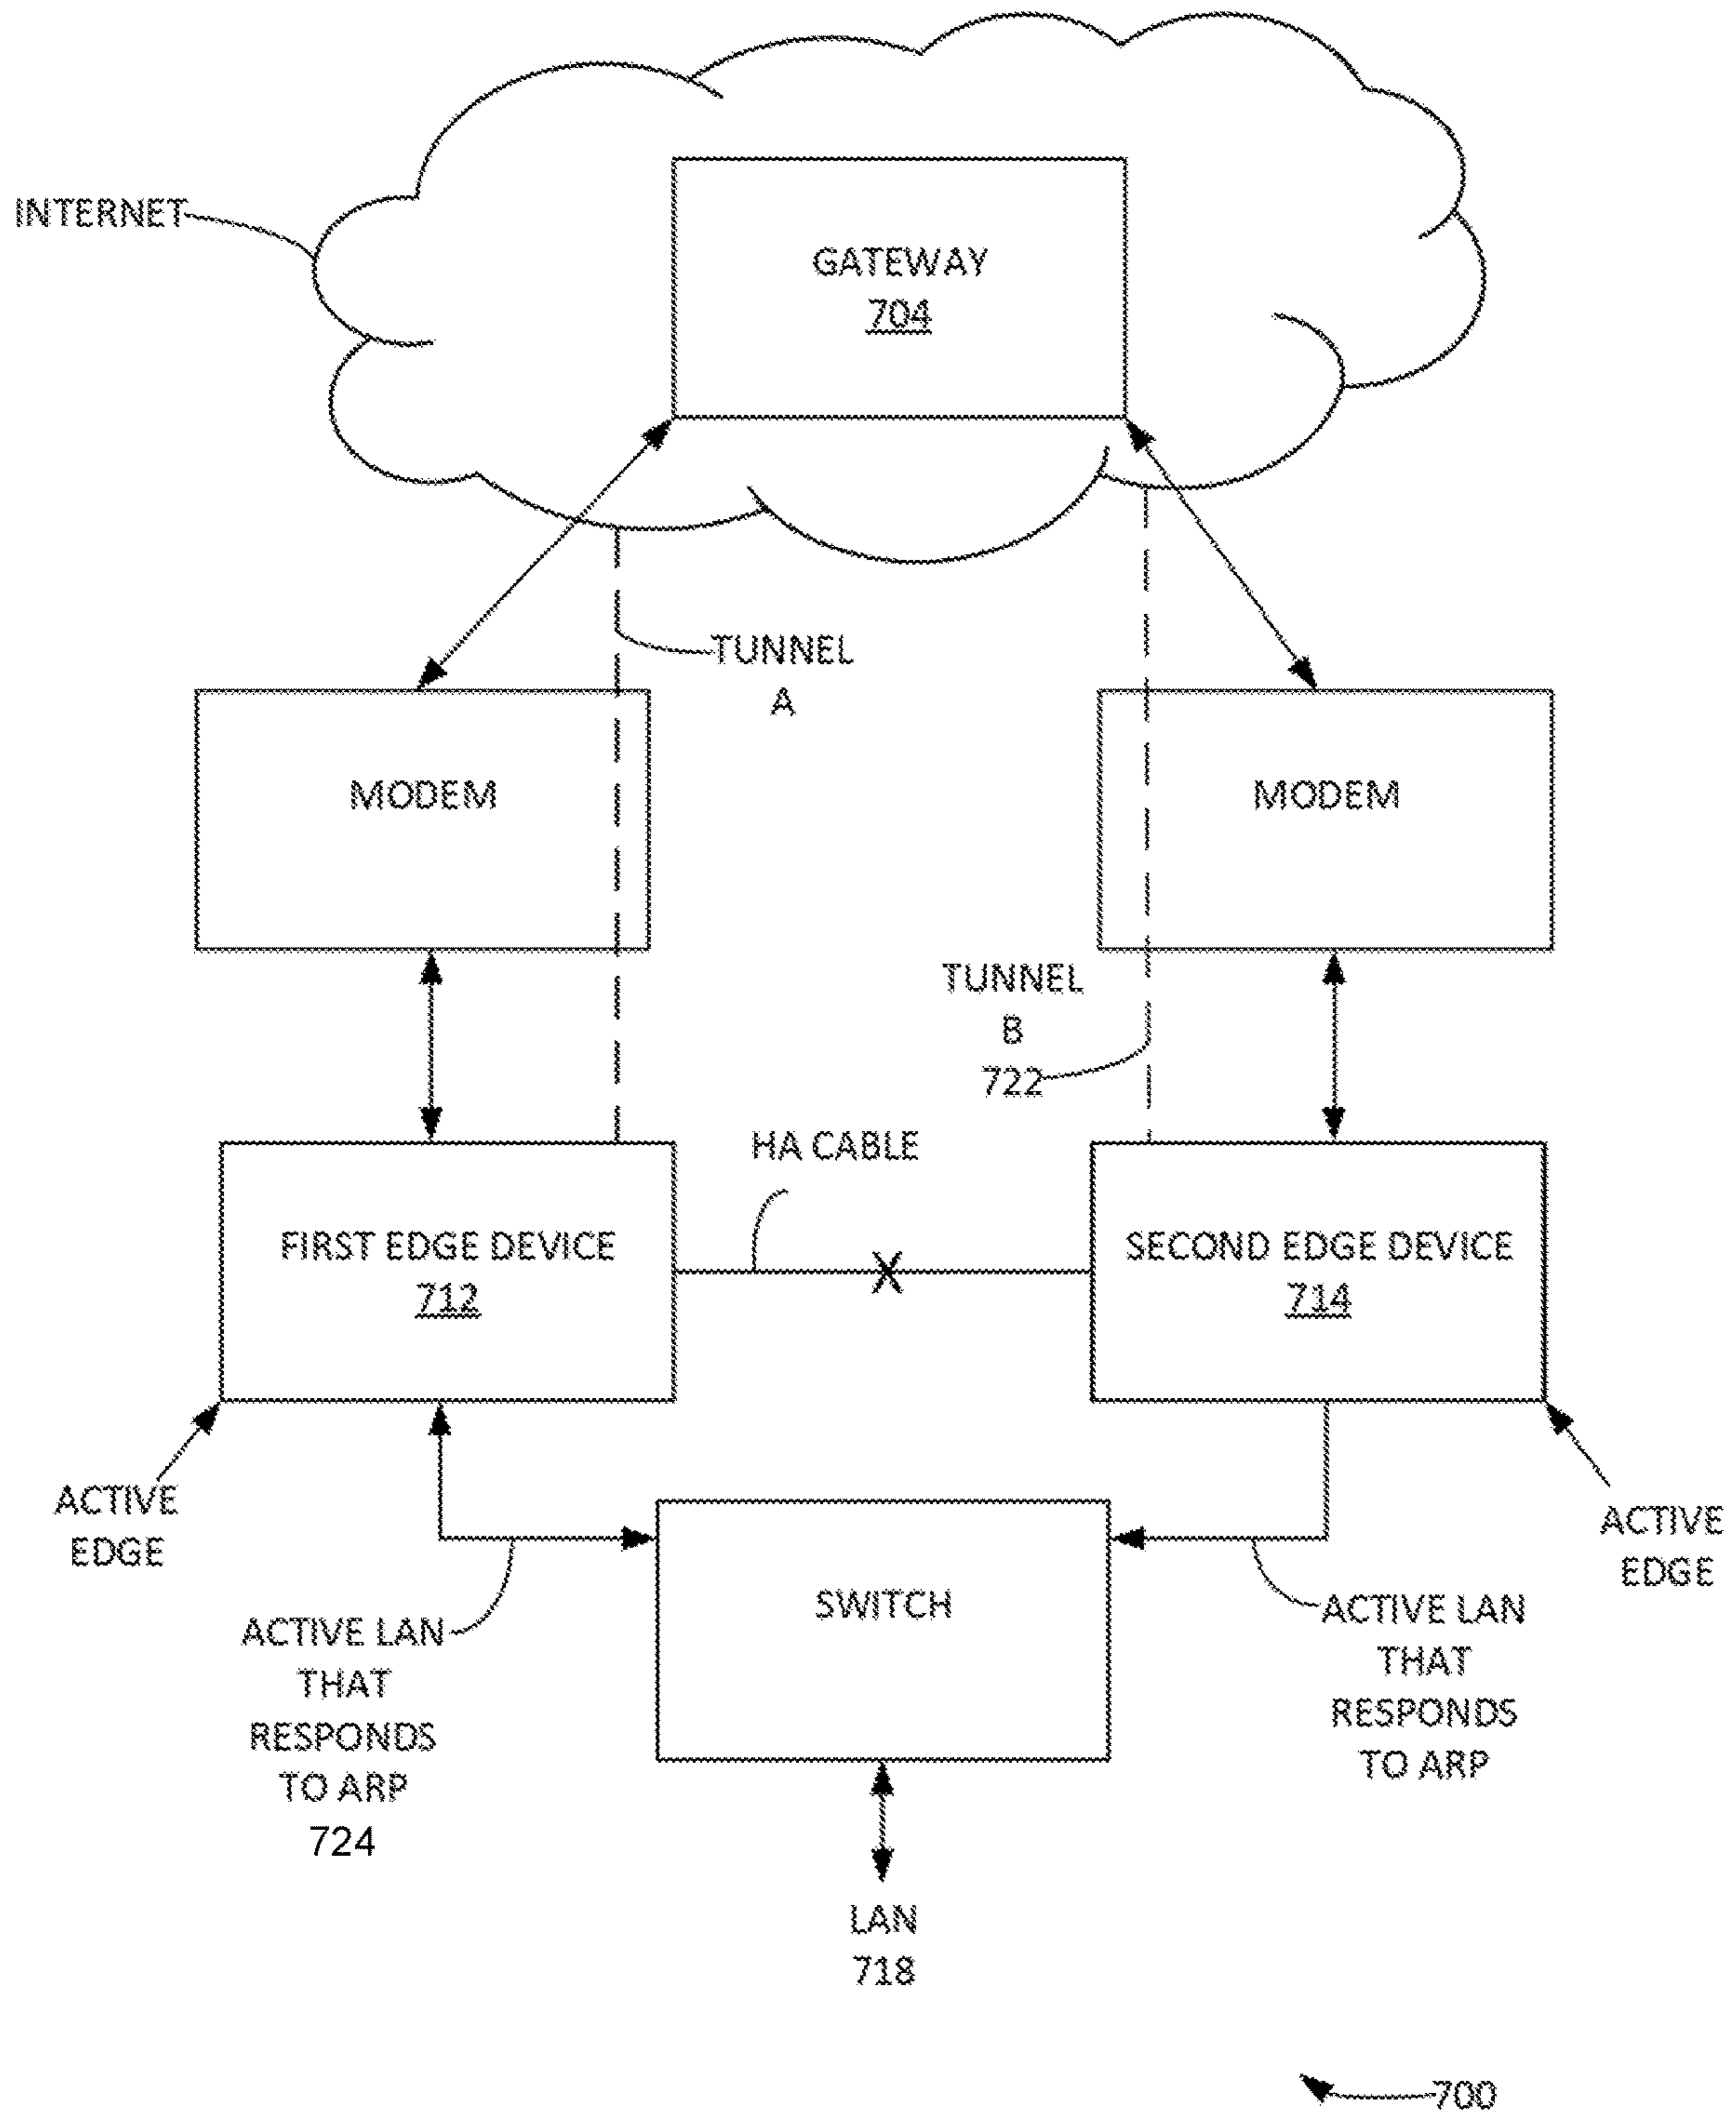 INTERNET
GATEWAY
704
TUNNEL
A
MODEM
MODEM
TUNNEL
B
722
HA CABLE
FIRST EDGE DEVICE
712
X
SECOND EDGE DEVICE
714
ACTIVE
EDGE
ACTIVE
EDGE
SWITCH
ACTIVE LAN
THAT
RESPONDS
TO ARP
724
ACTIVE LAN
THAT
RESPONDS
TO ARP
LAN
718
700